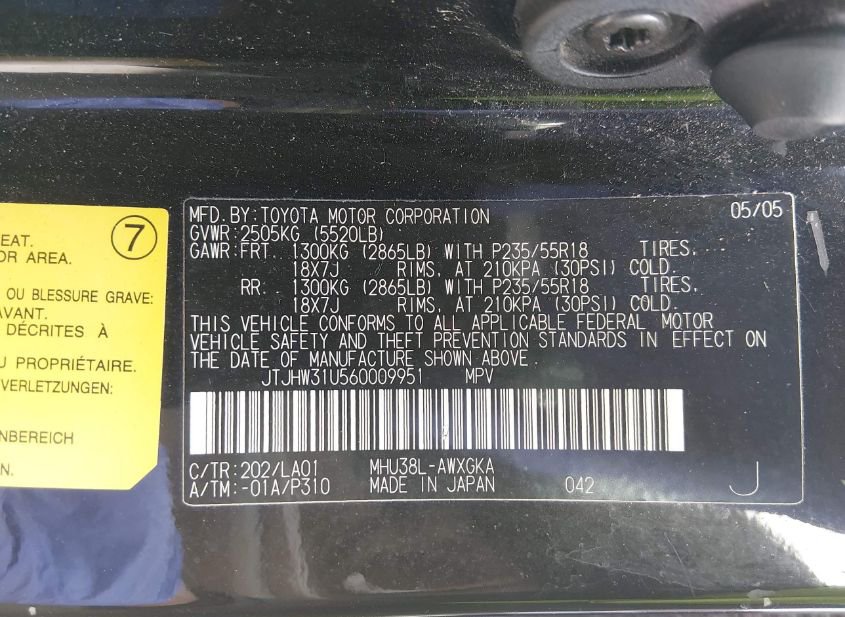 7
EAT.
OR AREA.
OU BLESSURE GRAVE:
AVANT.
DÉCRITES À
U PROPRIÉTAIRE.
VERLETZUNGEN:
NBEREICH
N.
MFD. BY: TOYOTA MOTOR CORPORATION 05/05
GVWR: 2505KG (5520LB)
GAWR: FRT. 1300KG (2865LB) WITH P235/55R18 TIRES,
18X7J RIMS, AT 210KPA (30PSI) COLD.
RR: 1300KG (2865LB) WITH P235/55R18 TIRES,
18X7J RIMS, AT 210KPA (30PSI) COLD.
THIS VEHICLE CONFORMS TO ALL APPLICABLE FEDERAL MOTOR
VEHICLE SAFETY AND THEFT PREVENTION STANDARDS IN EFFECT ON
THE DATE OF MANUFACTURE SHOWN ABOVE.
JTJHW31U560009951 MPV
C/TR: 202/LA01 MHU38L-AWXGKA
A/TM: -01A/P310 MADE IN JAPAN 042 J